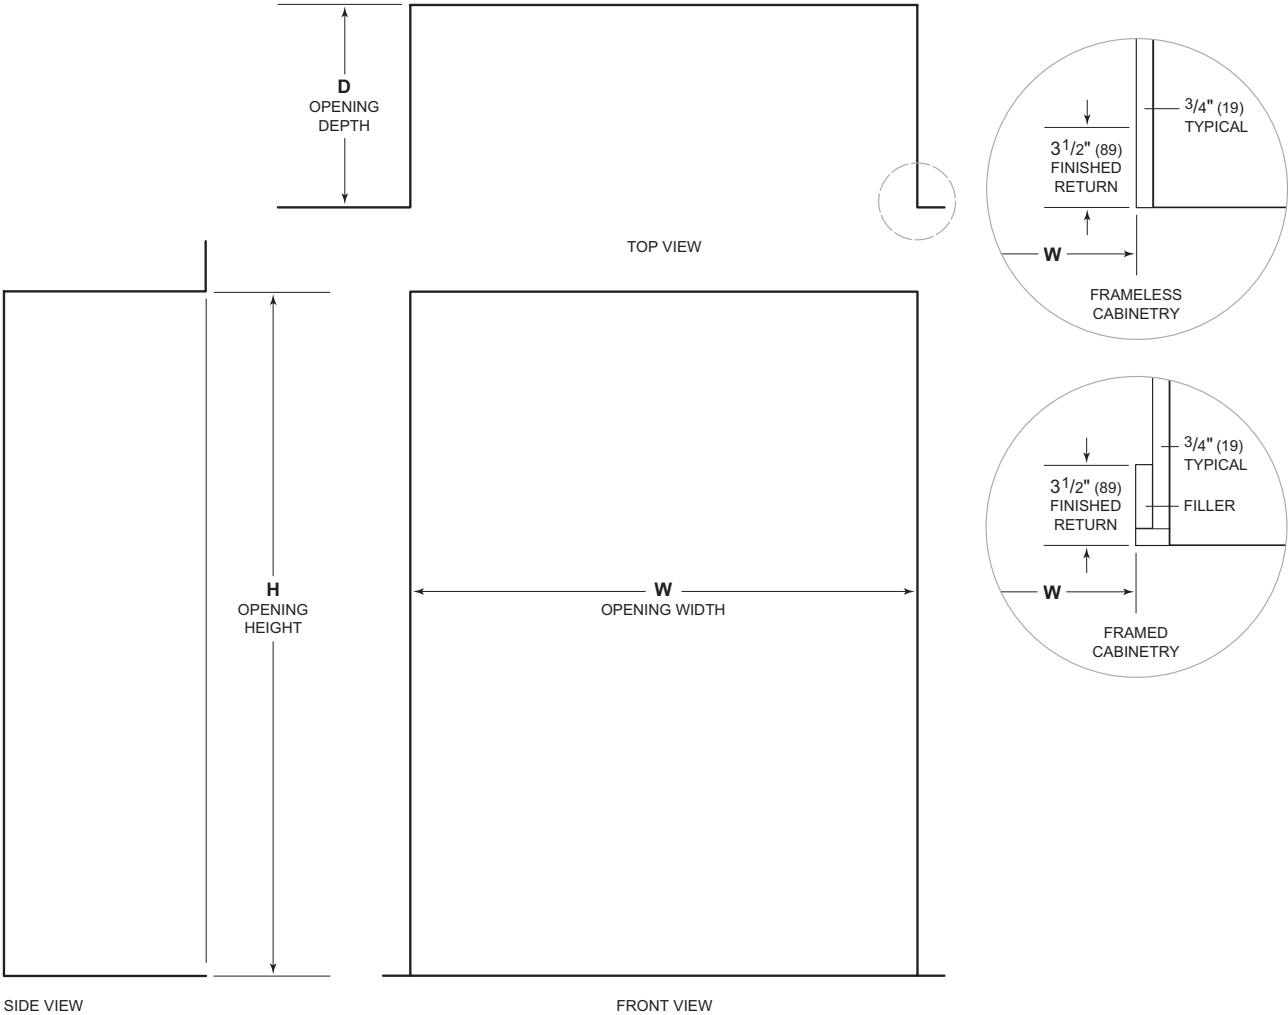 D
OPENING
DEPTH
TOP VIEW
3/4" (19)
TYPICAL
3 1/2" (89)
FINISHED
RETURN
W
FRAMELESS
CABINETRY
3/4" (19)
TYPICAL
3 1/2" (89)
FINISHED
RETURN
FILLER
W
FRAMED
CABINETRY
H
OPENING
HEIGHT
W
OPENING WIDTH
SIDE VIEW
FRONT VIEW